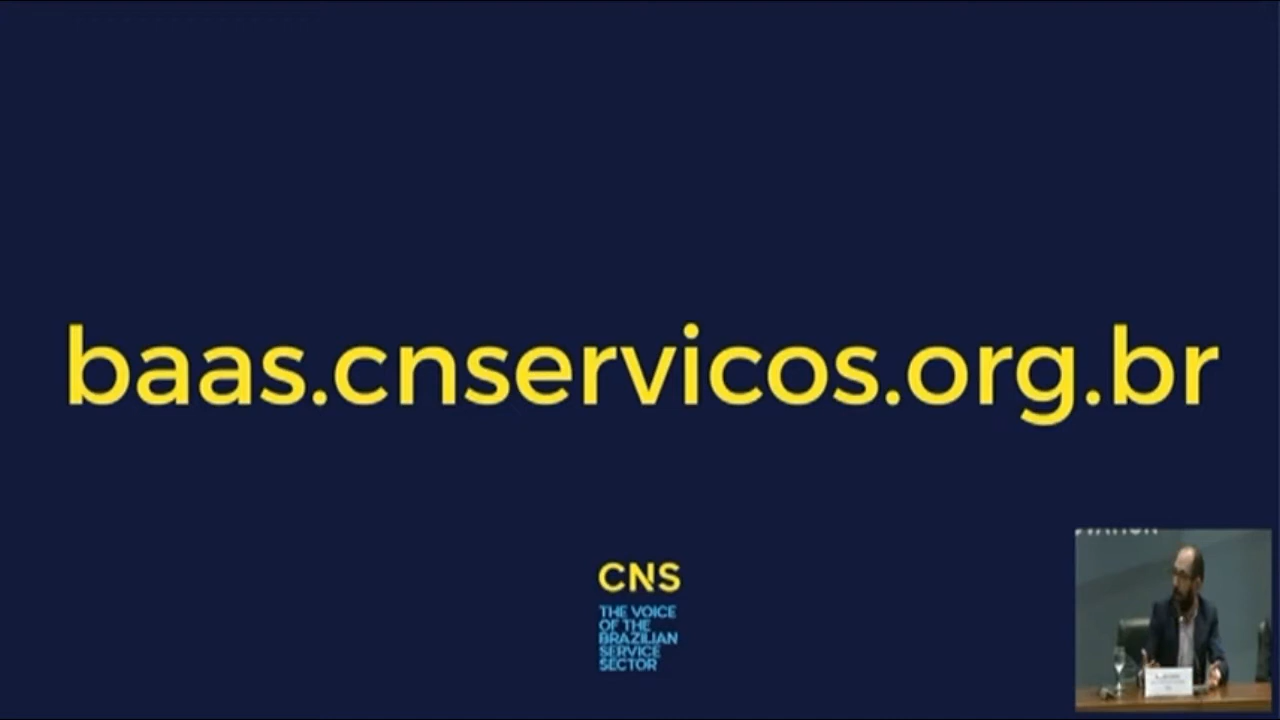 baas.cnservicos.org.br
CNS
THE VOICE
OF THE
BRAZILIAN
SERVICE
SECTOR